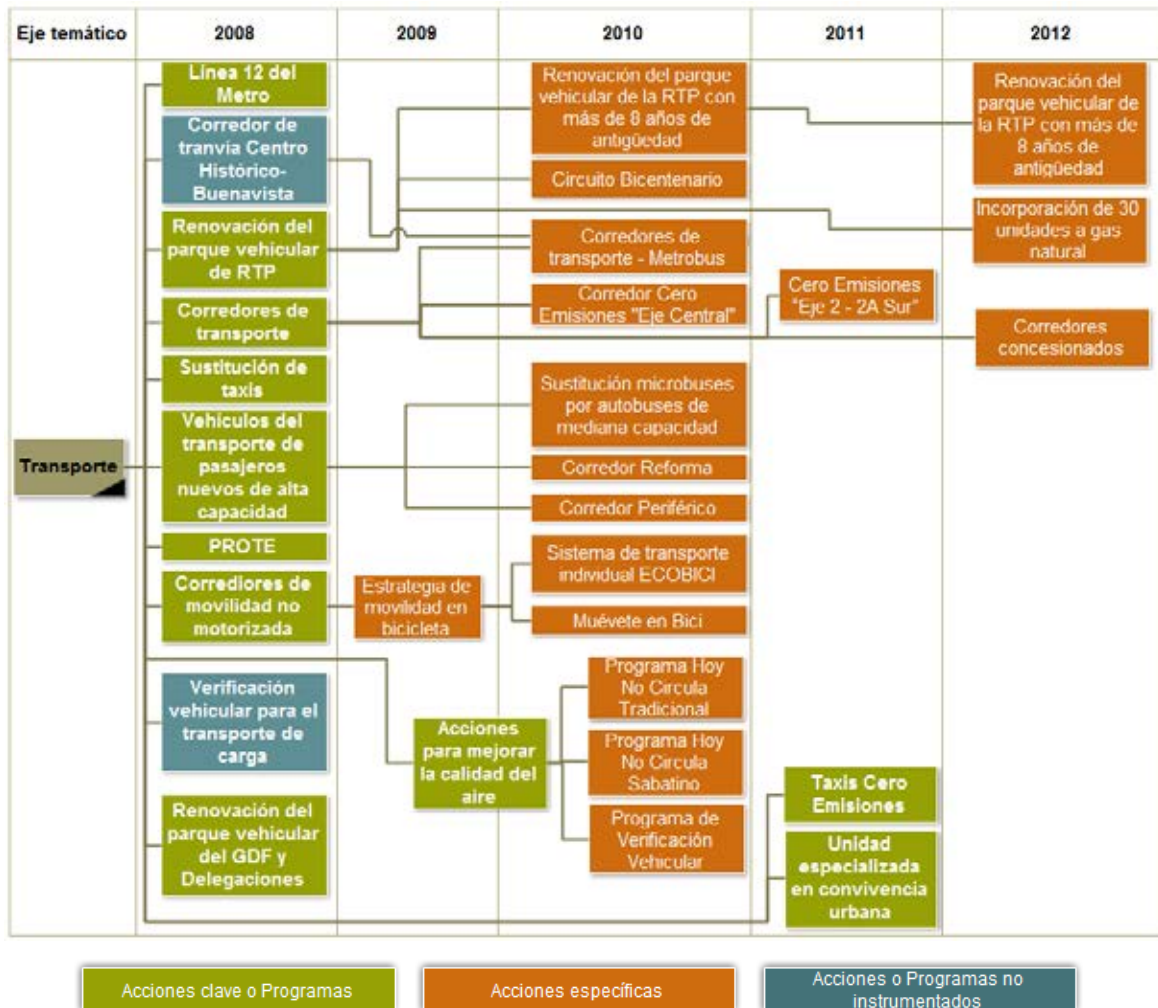 Eje temático
2008
2009
2010
2011
2012
Transporte
Línea 12 del
Metro
Corredor de
tranvía Centro
Histórico-
Buenavista
Renovación del
parque vehicular
de RTP
Corredores de
transporte
Sustitución de
taxis
Vehículos del
transporte de
pasajeros
nuevos de alta
capacidad
PROTE
Corrediores de
movilidad no
motorizada
Verificación
vehicular para el
transporte de
carga
Renovación del
parque vehicular
del GDF y
Delegaciones
Estrategia de
movilidad en
bicicleta
Acciones
para mejorar
la calidad del
aire
Renovación del parque
vehicular de la RTP con
más de 8 años de
antigüedad
Circuito Bicentenario
Corredores de
transporte - Metrobus
Corredor Cero
Emisiones "Eje Central"
Sustitución microbuses
por autobuses de
mediana capacidad
Corredor Reforma
Corredor Periférico
Sistema de transporte
individual ECOBICI
Muévete en Bici
Programa Hoy
No Circula
Tradicional
Programa Hoy
No Circula
Sabatino
Programa de
Verificación
Vehicular
Cero Emisiones
"Eje 2 - 2A Sur"
Taxis Cero
Emisiones
Unidad
especializada
en convivencia
urbana
Renovación del
parque vehicular de
la RTP con más de
8 años de
antigüedad
Incorporación de 30
unidades a gas
natural
Corredores
concesionados
Acciones clave o Programas
Acciones específicas
Acciones o Programas no
instrumentados